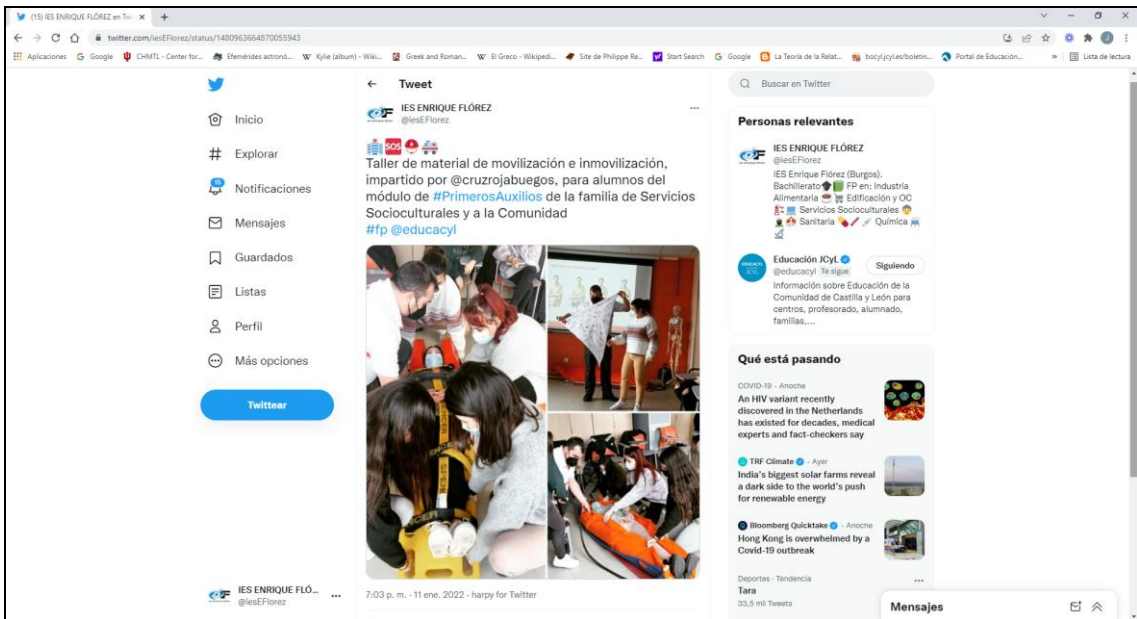 (15) IES ENRIQUE FLÓREZ en Twi
twitter.com/iesEFlorez/status/1480963664870055943
Aplicaciones
Google
CHMTL - Center for...
Efemérides astronó...
Kylie (álbum) - Wiki...
Greek and Roman...
El Greco - Wikipedi...
Site de Philippe Re...
Start Search
Google
La Teoría de la Relat...
bocyl.jcyl.es/boletin...
Portal de Educación...
»
Lista de lectura
Inicio
Explorar
15
Notificaciones
Mensajes
Guardados
Listas
Perfil
Más opciones
Twittear
IES ENRIQUE FLÓ...
@iesEFlorez
Tweet
IES ENRIQUE FLÓREZ
@iesEFlorez
SOS
Taller de material de movilización e inmovilización,
impartido por @cruzrojabuegos, para alumnos del
módulo de #PrimerosAuxilios de la familia de Servicios
Socioculturales y a la Comunidad
#fp @educacyl
7:03 p. m. · 11 ene. 2022 · harpy for Twitter
Buscar en Twitter
Personas relevantes
IES ENRIQUE FLÓREZ
@iesEFlorez
IES Enrique Flórez (Burgos).
Bachillerato FP en: Industria
Alimentaria Edificación y OC
Servicios Socioculturales
Sanitaria Química
Educación JCyL
@educacyl Te sigue
Siguiendo
Información sobre Educación de la
Comunidad de Castilla y León para
centros, profesorado, alumnado,
familias,...
Qué está pasando
COVID-19 · Anoche
An HIV variant recently
discovered in the Netherlands
has existed for decades, medical
experts and fact-checkers say
TRF Climate · Ayer
India's biggest solar farms reveal
a dark side to the world's push
for renewable energy
Bloomberg Quicktake · Anoche
Hong Kong is overwhelmed by a
Covid-19 outbreak
Deportes · Tendencia
Tara
33,5 mil Tweets
Mensajes